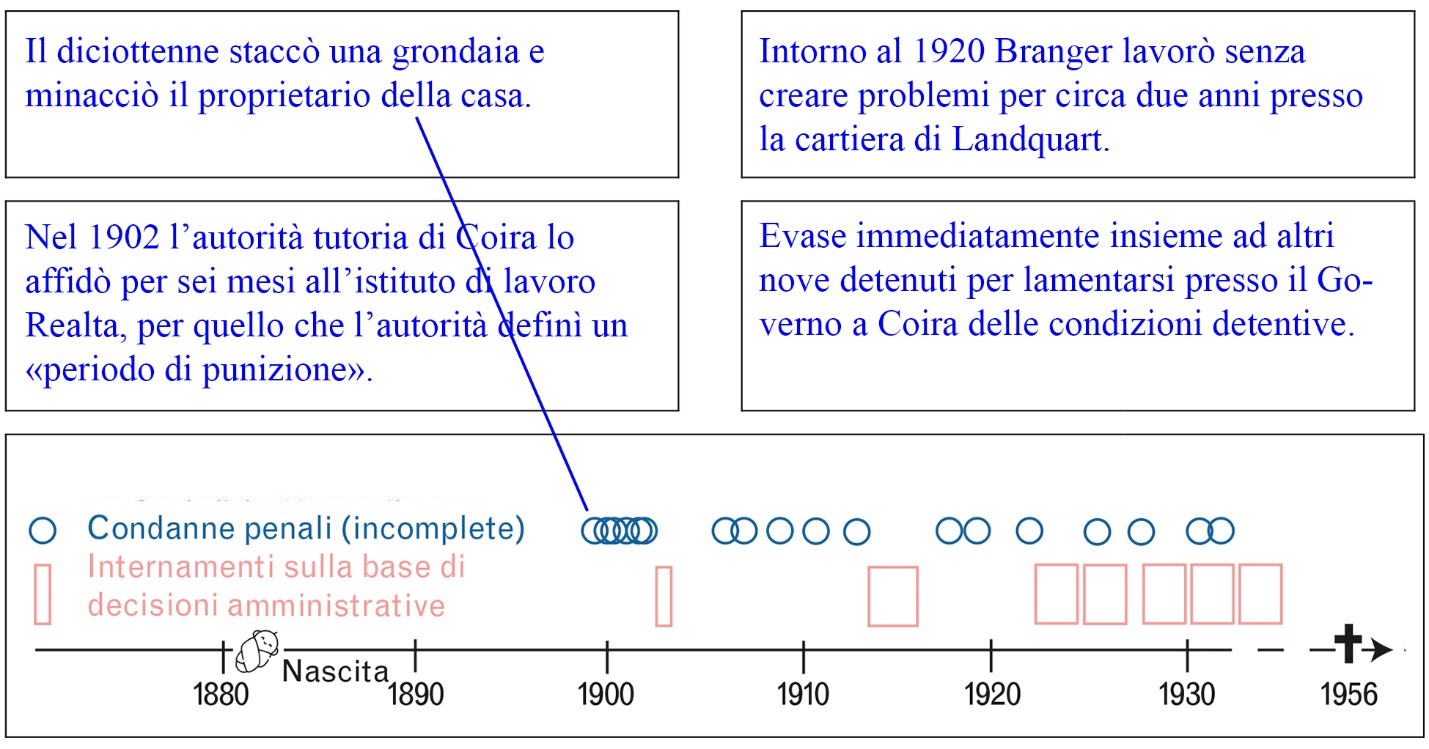 Il diciottenne staccò una grondaia e
minacciò il proprietario della casa.
Intorno al 1920 Branger lavorò senza
creare problemi per circa due anni presso
la cartiera di Landquart.
Nel 1902 l’autorità tutoria di Coira lo
affidò per sei mesi all’istituto di lavoro
Realta, per quello che l’autorità definì un
«periodo di punizione».
Evase immediatamente insieme ad altri
nove detenuti per lamentarsi presso il Go-
verno a Coira delle condizioni detentive.
Condanne penali (incomplete)
Internamenti sulla base di
decisioni amministrative
Nascita
1880 1890 1900 1910 1920 1930 1956